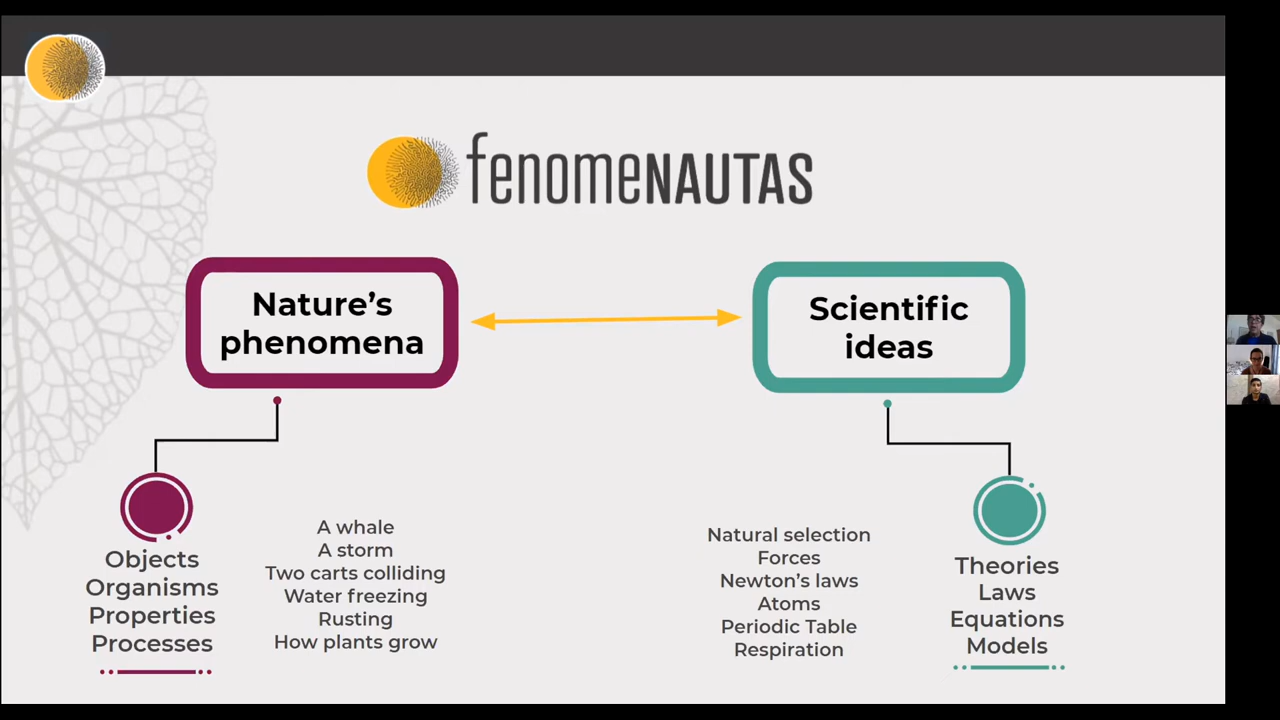 fenomeNAUTAS
Nature's
phenomena
Scientific
ideas
Objects
Organisms
Properties
Processes
A whale
A storm
Two carts colliding
Water freezing
Rusting
How plants grow
Natural selection
Forces
Newton's laws
Atoms
Periodic Table
Respiration
Theories
Laws
Equations
Models